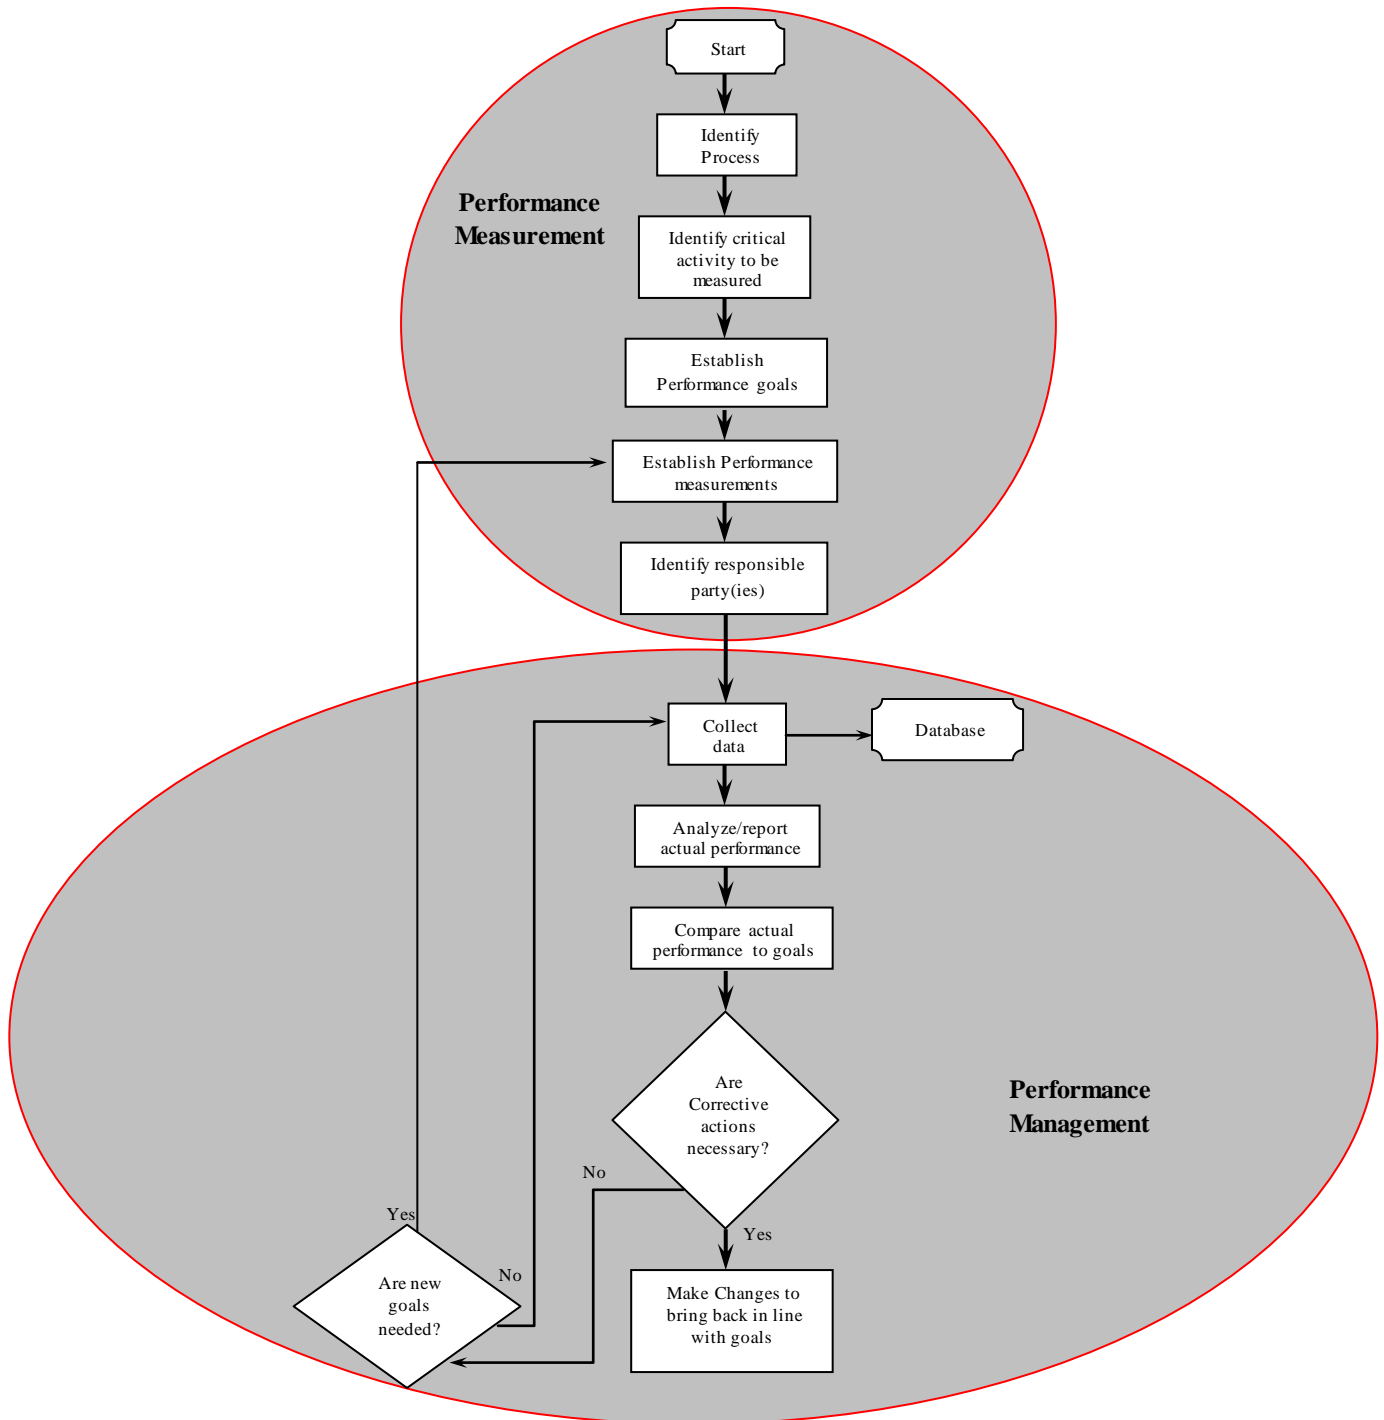 Start
Identify
Process
Performance
Measurement
Identify critical
activity to be
measured
Establish
Performance goals
Establish Performance
measurements
Identify responsible
party(ies)
Collect
data
Database
Analyze/report
actual performance
Compare actual
performance to goals
Are
Corrective
actions
necessary?
Performance
Management
No
Yes
Yes
No
Are new
goals
needed?
Make Changes to
bring back in line
with goals